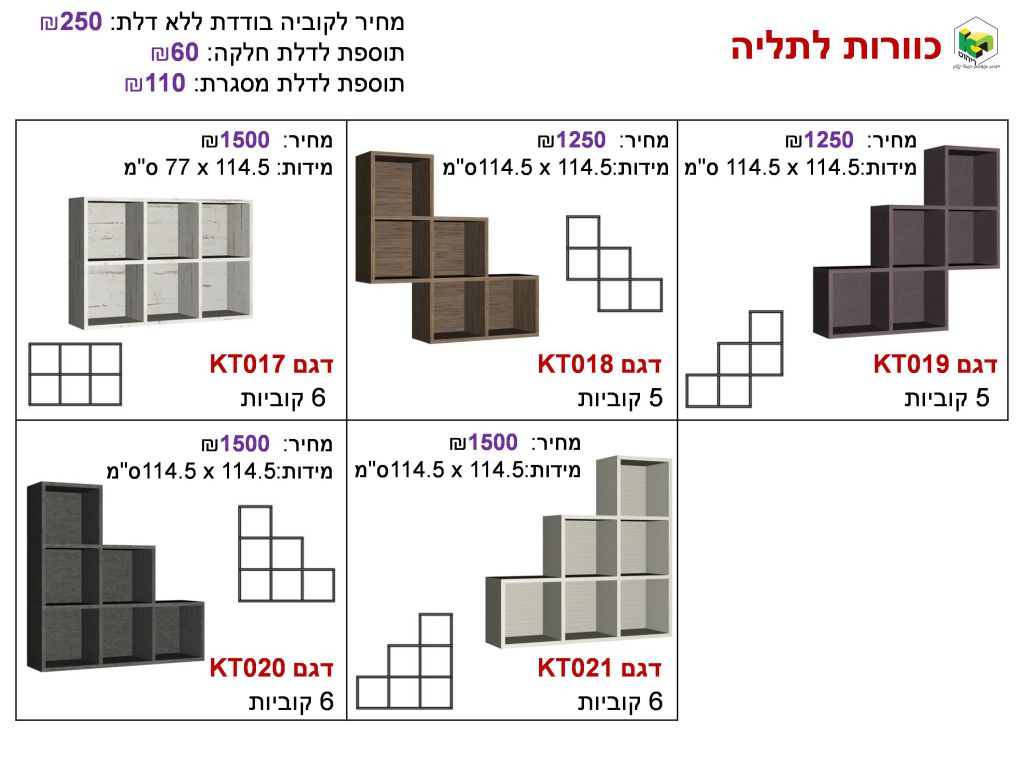 כוורות לתליה
מחיר לקוביה בודדת ללא דלת: 250₪
תוספת לדלת חלקה: 60₪
תוספת לדלת מסגרת: 110₪
מחיר: 1250₪
מידות:114.5 x 114.5 ס"מ
דגם KT019
5 קוביות
מחיר: 1250₪
מידות:114.5 x 114.5ס"מ
דגם KT018
5 קוביות
מחיר: 1500₪
מידות: 114.5 x 77 ס"מ
דגם KT017
6 קוביות
מחיר: 1500₪
מידות:114.5 x 114.5ס"מ
דגם KT021
6 קוביות
מחיר: 1500₪
מידות:114.5 x 114.5ס"מ
דגם KT020
6 קוביות